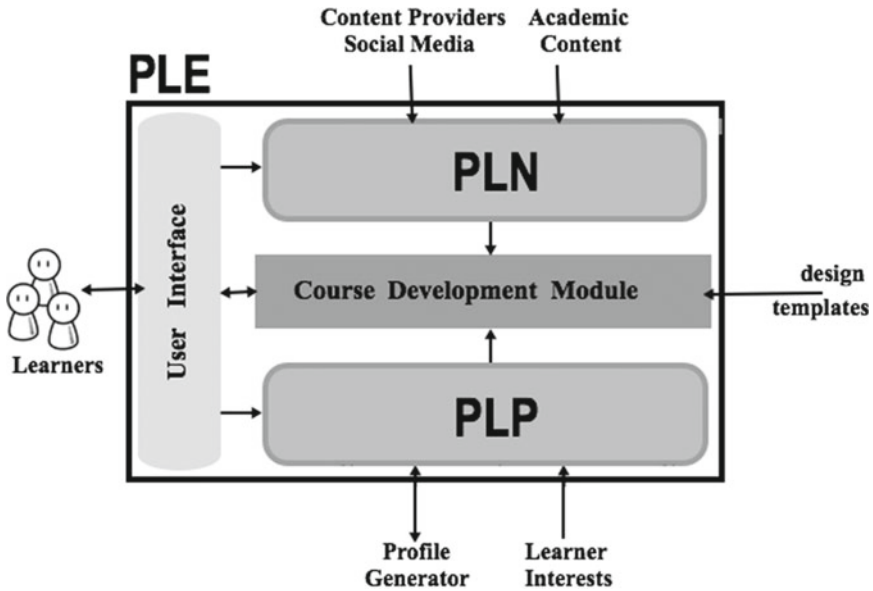 Content Providers
Social Media
Academic
Content
PLE
PLN
User Interface
Course Development Module
design
templates
Learners
PLP
Profile
Generator
Learner
Interests